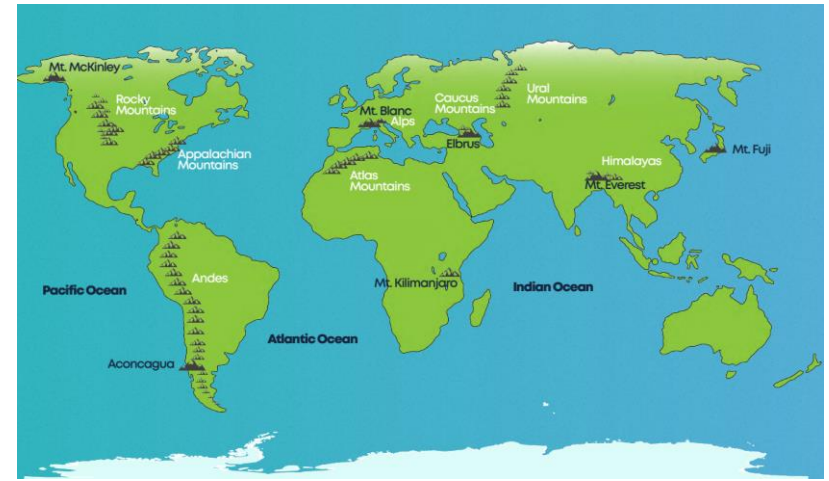 Mt. McKinley
Rocky
Mountains
Appalachian
Mountains
Mt. Blanc
Alps
Caucus
Mountains
Elbrus
Ural
Mountains
Atlas
Mountains
Himalayas
Mt. Everest
Mt. Fuji
Andes
Mt. Kilimanjaro
Pacific Ocean
Indian Ocean
Atlantic Ocean
Aconcagua